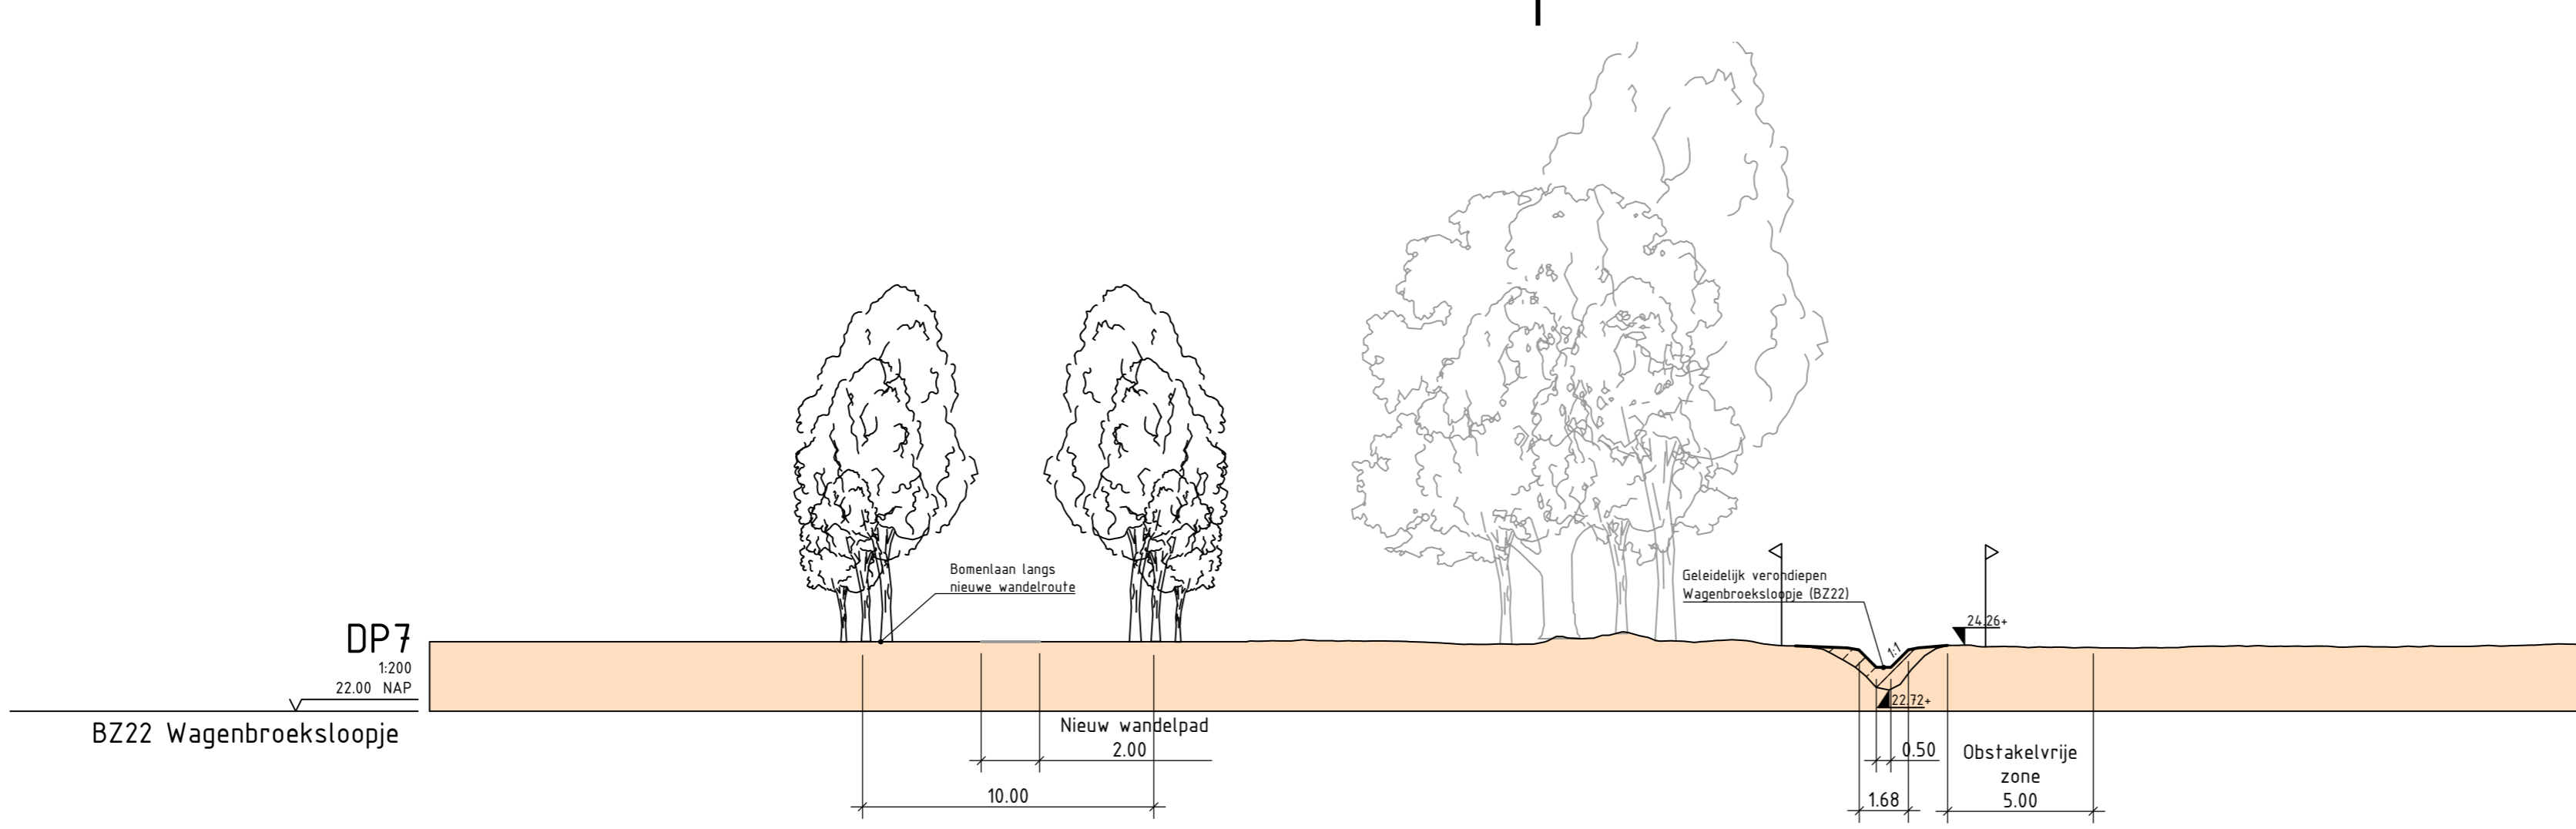 Bomenlaan langs
nieuwe wandelroute
Geleidelijk verondiepen
Wagenbroeksloopje (BZ22)
24.26+
1:1
DP7
1:200
22.00 NAP
22.72+
BZ22 Wagenbroeksloopje
Nieuw wandelpad
2.00
10.00
0.50
1.68
Obstakelvrije
zone
5.00